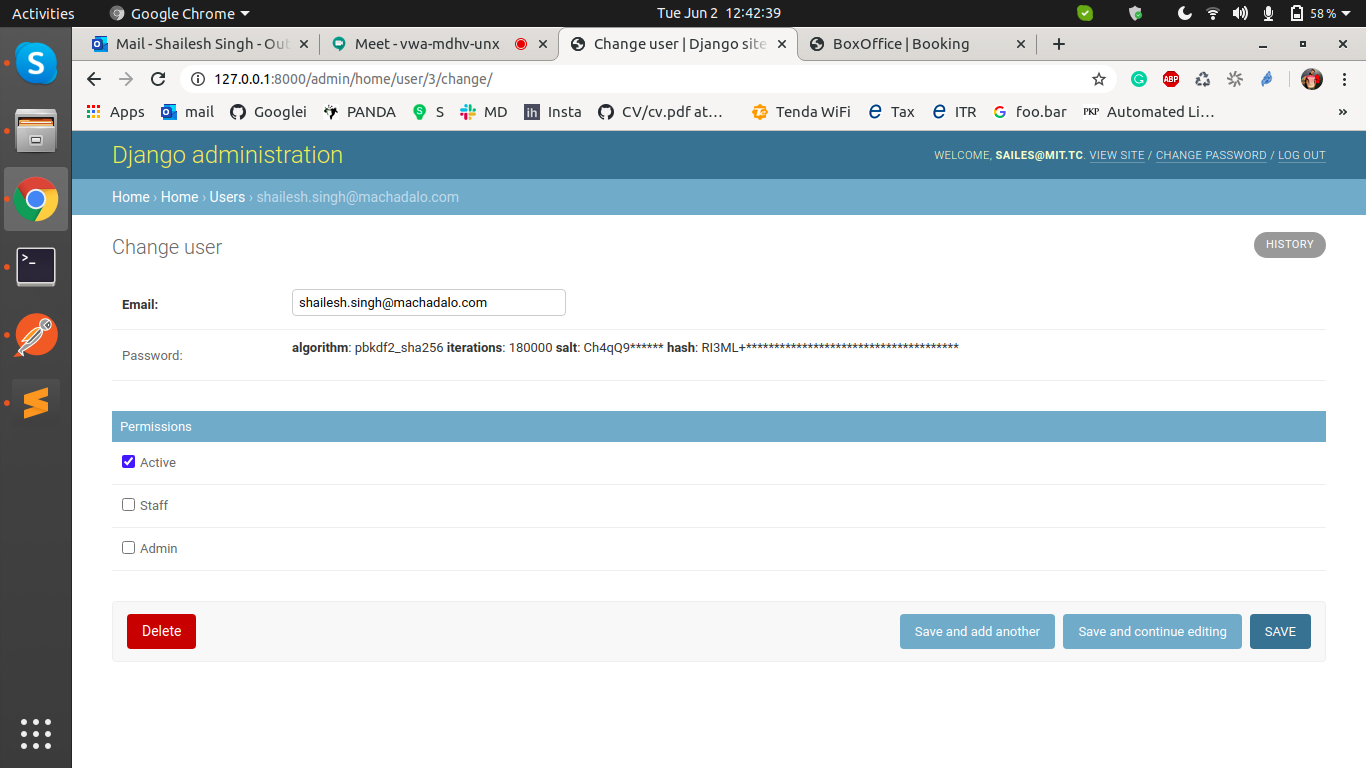 Activities Google Chrome Tue Jun 2 12:42:39 58 %
Mail - Shailesh Singh - Out Meet - vwa-mdhv-unx Change user | Django site BoxOffice | Booking
127.0.0.1:8000/admin/home/user/3/change/
Apps mail Googlei PANDA S MD Insta CV/cv.pdf at… Tenda WiFi Tax ITR foo.bar PKP Automated Li… »
Django administration WELCOME, SAILES@MIT.TC. VIEW SITE / CHANGE PASSWORD / LOG OUT
Home › Home › Users › shailesh.singh@machadalo.com
Change user HISTORY
Email: shailesh.singh@machadalo.com
Password: algorithm: pbkdf2_sha256 iterations: 180000 salt: Ch4qQ9****** hash: RI3ML+**************************************
Permissions
Active
Staff
Admin
Delete Save and add another Save and continue editing SAVE